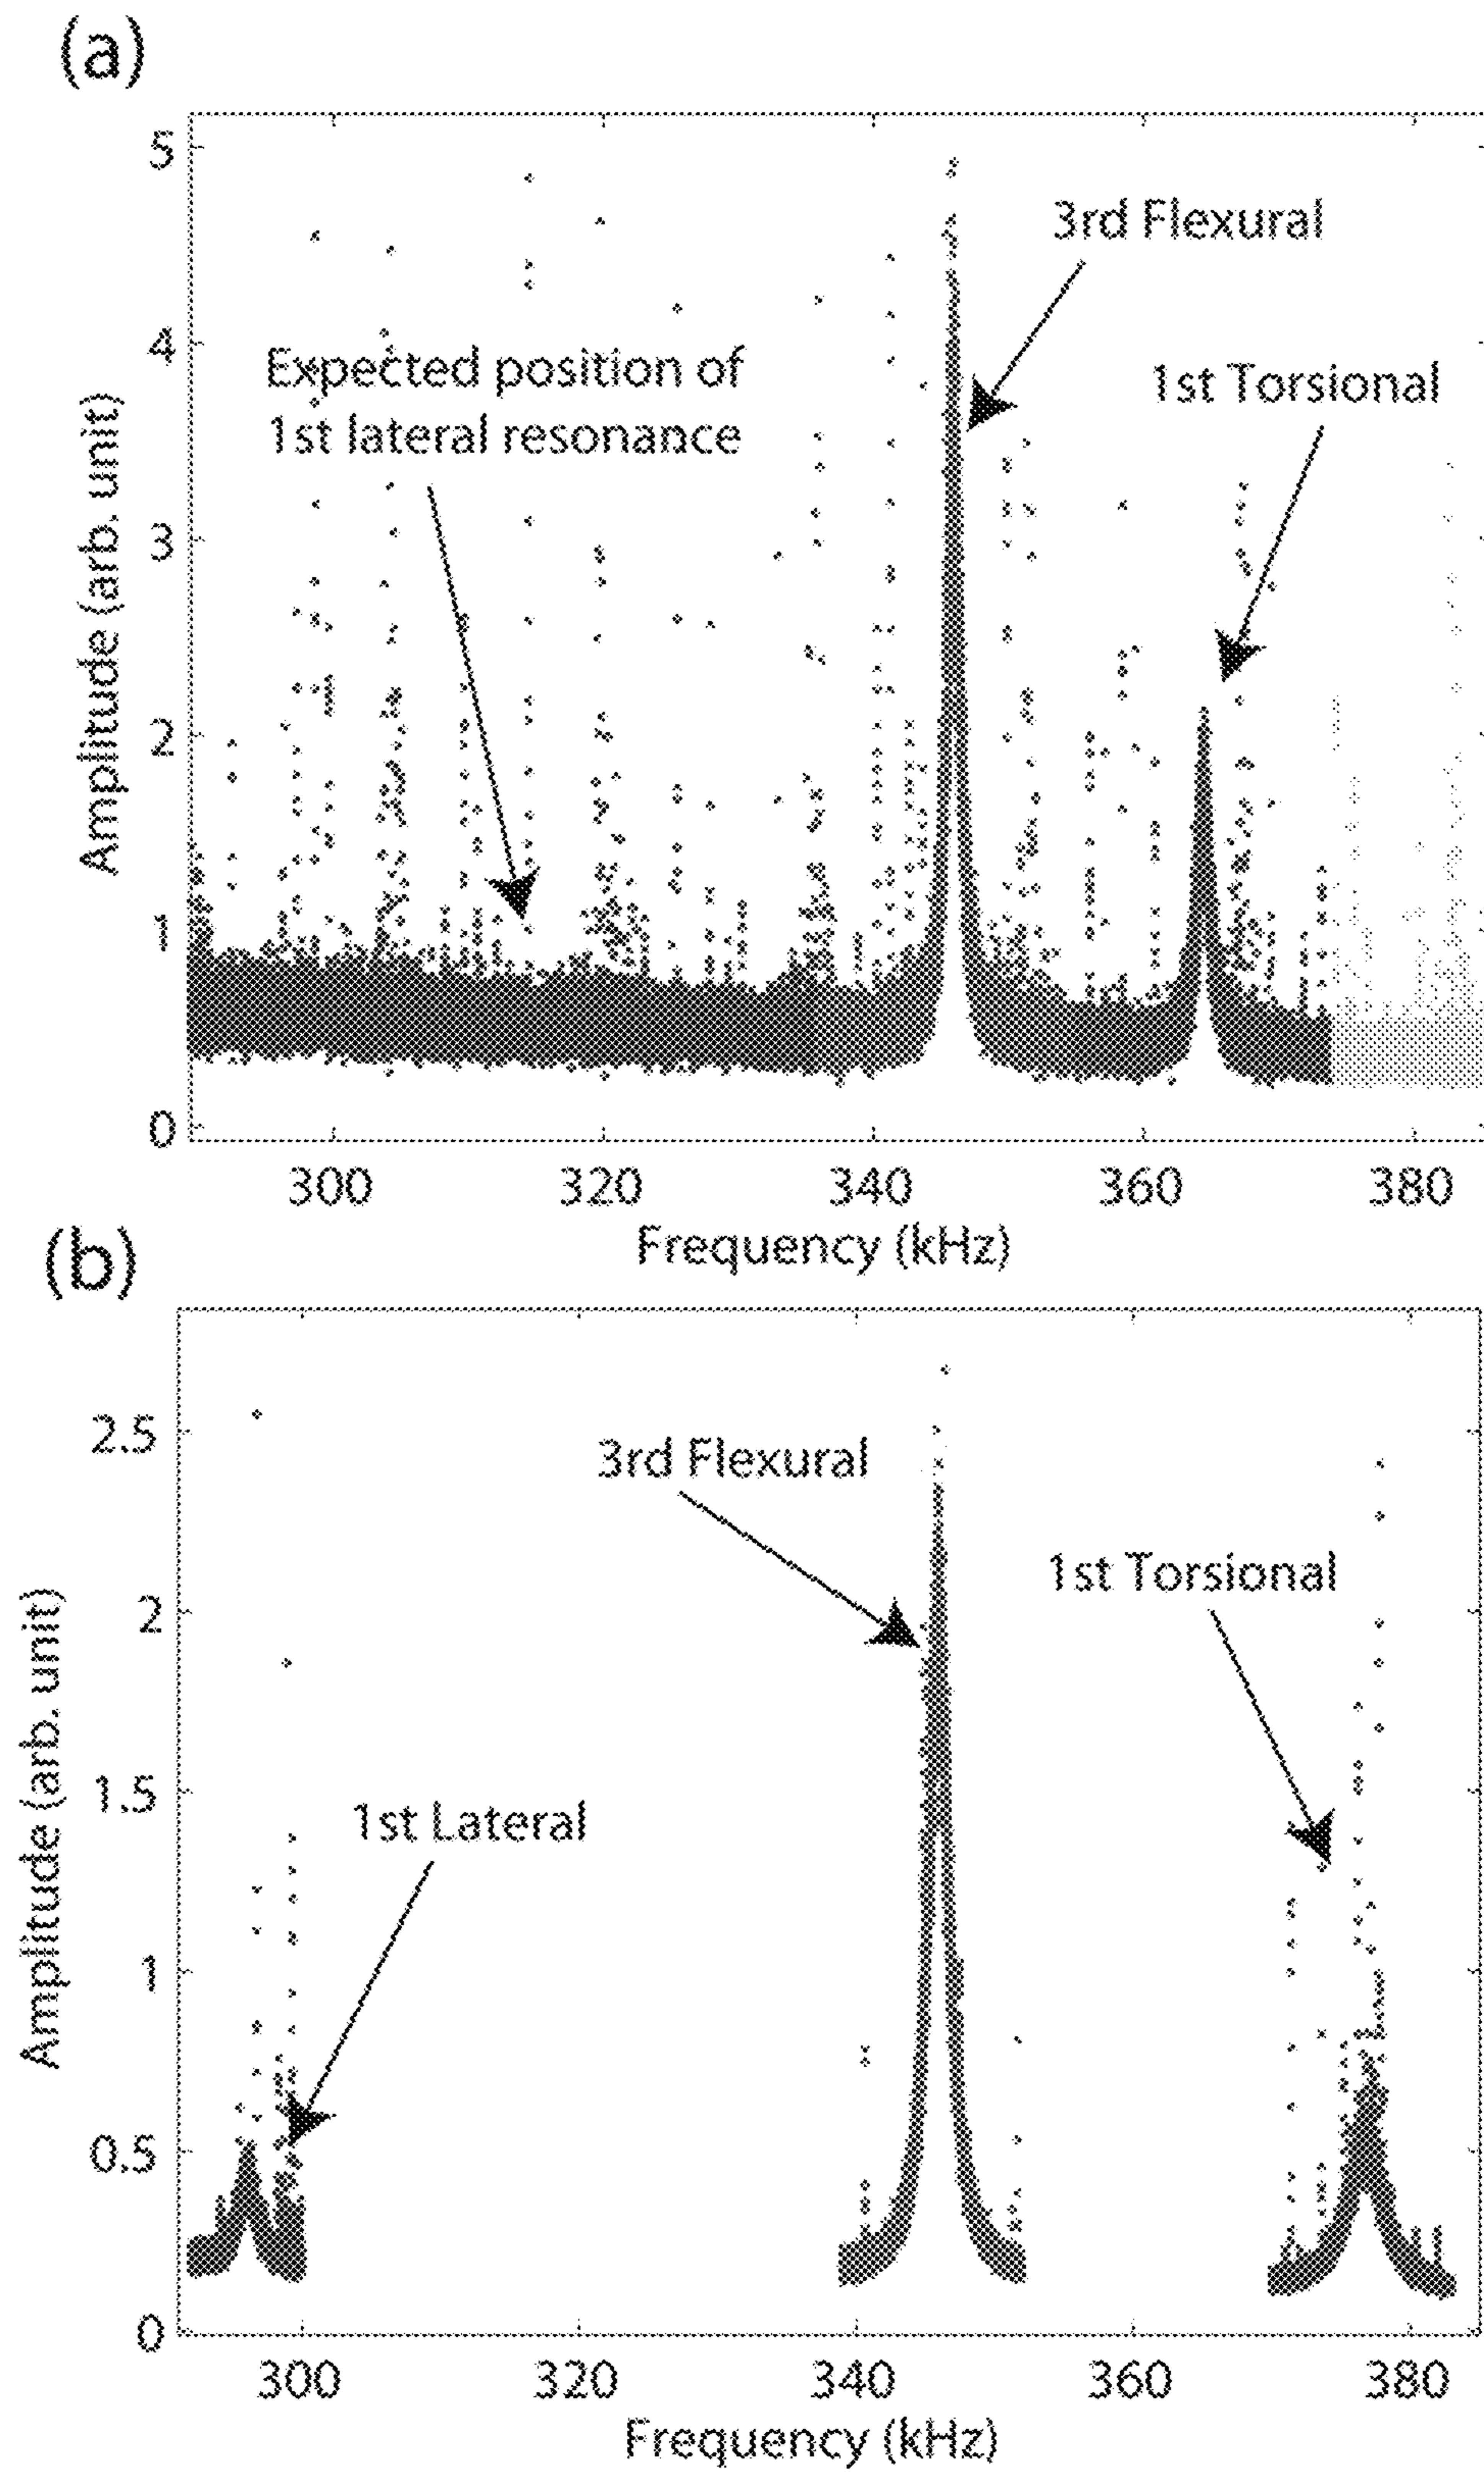 (a)
5
3rd Flexural
4
Expected position of
1st lateral resonance
1st Torsional
3
2
1
0
Amplitude (arb. unit)
300 320 340 360 380
Frequency (kHz)
(b)
2.5
3rd Flexural
1st Torsional
2
1.5
1st Lateral
1
0.5
0
Amplitude (arb. unit)
300 320 340 360 380
Frequency (kHz)